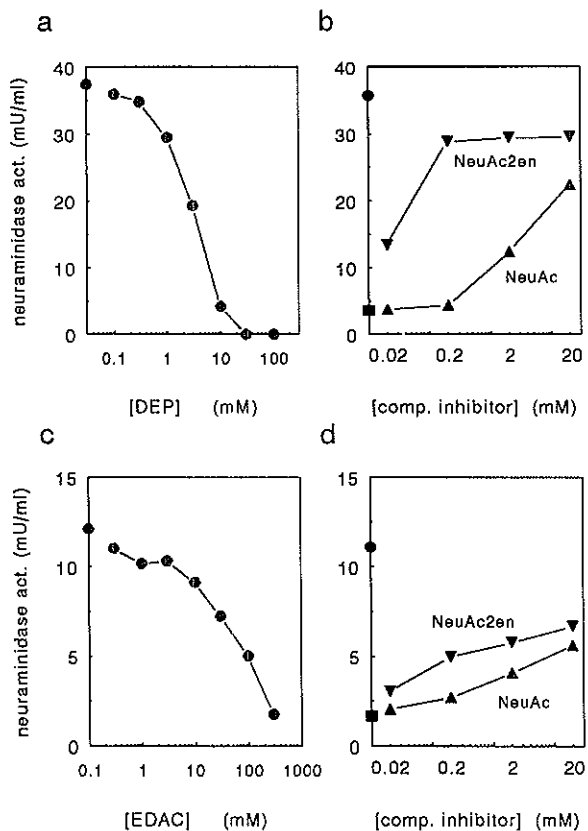 a
neuraminidase act. (mU/ml)
40
30
20
10
0
0.1 1 10 100
[DEP] (mM)
b
40
30
20
10
0
NeuAc2en
NeuAc
0.02 0.2 2 20
[comp. inhibitor] (mM)
c
neuraminidase act. (mU/ml)
15
10
5
0
0.1 1 10 100 1000
[EDAC] (mM)
d
15
10
5
0
NeuAc2en
NeuAc
0.02 0.2 2 20
[comp. inhibitor] (mM)